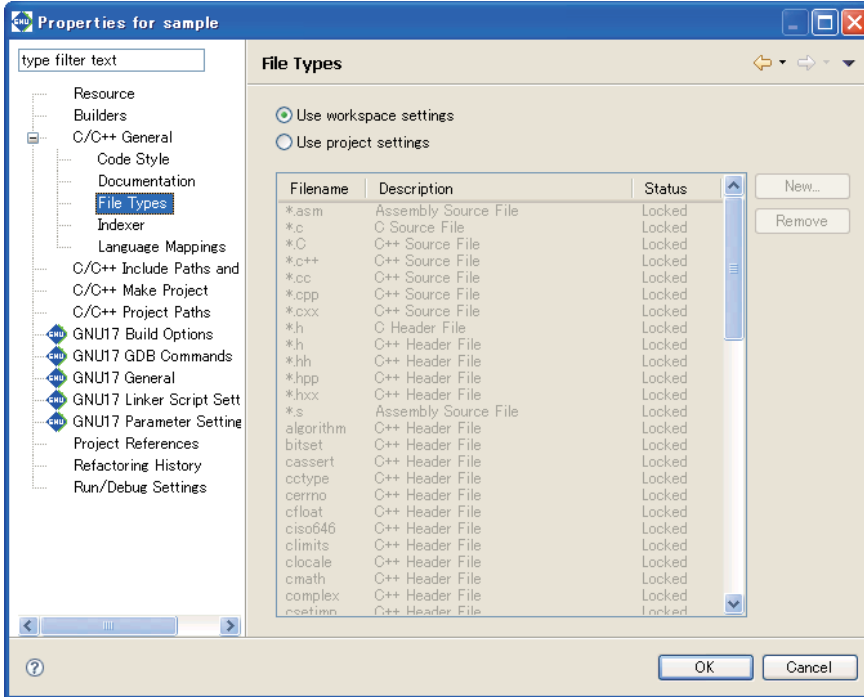 Properties for sample
type filter text
Resource
Builders
C/C++ General
Code Style
Documentation
File Types
Indexer
Language Mappings
C/C++ Include Paths and
C/C++ Make Project
C/C++ Project Paths
GNU17 Build Options
GNU17 GDB Commands
GNU17 General
GNU17 Linker Script Sett
GNU17 Parameter Setting
Project References
Refactoring History
Run/Debug Settings
File Types
Use workspace settings
Use project settings
Filename Description Status
*.asm Assembly Source File Locked
*.c C Source File Locked
*.C C++ Source File Locked
*.c++ C++ Source File Locked
*.cc C++ Source File Locked
*.cpp C++ Source File Locked
*.cxx C++ Source File Locked
*.h C Header File Locked
*.h C++ Header File Locked
*.hh C++ Header File Locked
*.hpp C++ Header File Locked
*.hxx C++ Header File Locked
*.s Assembly Source File Locked
algorithm C++ Header File Locked
bitset C++ Header File Locked
cassert C++ Header File Locked
cctype C++ Header File Locked
cerrno C++ Header File Locked
cfloat C++ Header File Locked
ciso646 C++ Header File Locked
climits C++ Header File Locked
clocale C++ Header File Locked
cmath C++ Header File Locked
complex C++ Header File Locked
csetjmp C++ Header File Locked
New...
Remove
OK Cancel